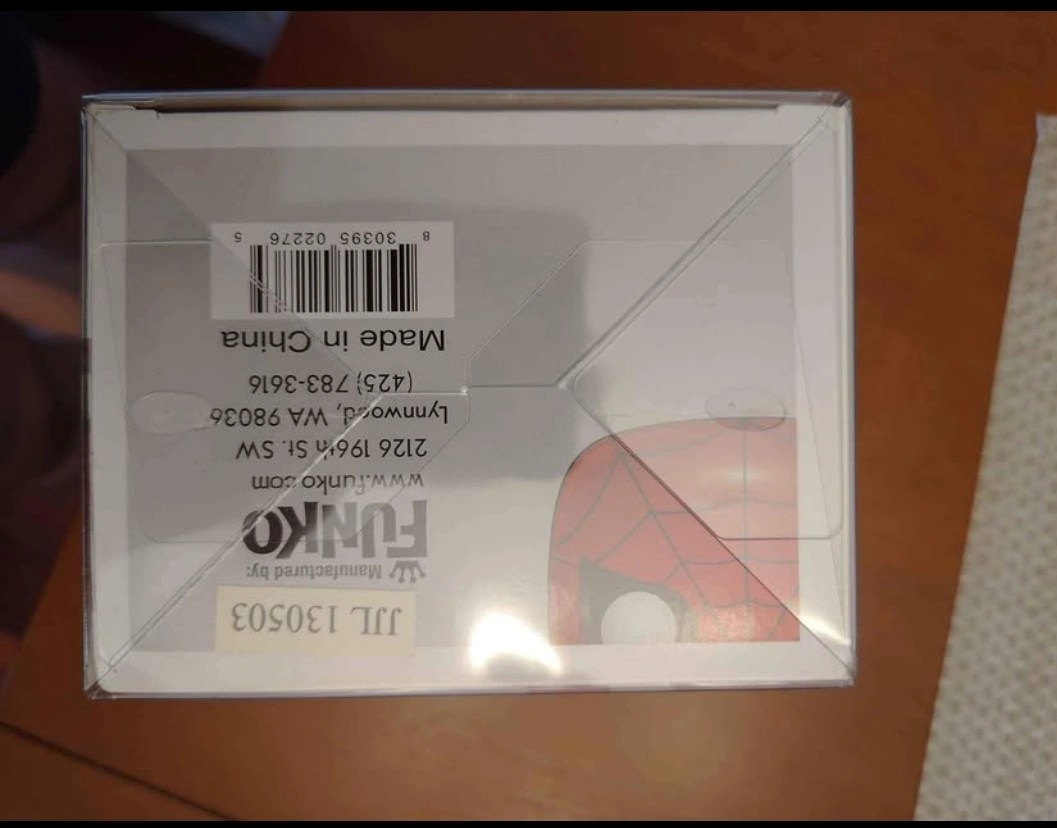 JJL 130503
Manufactured by:
FUNKO
www.funko.com
2126 196th St. SW
Lynnwood, WA 98036
(425) 783-3616
Made in China
8 30395 02276 5